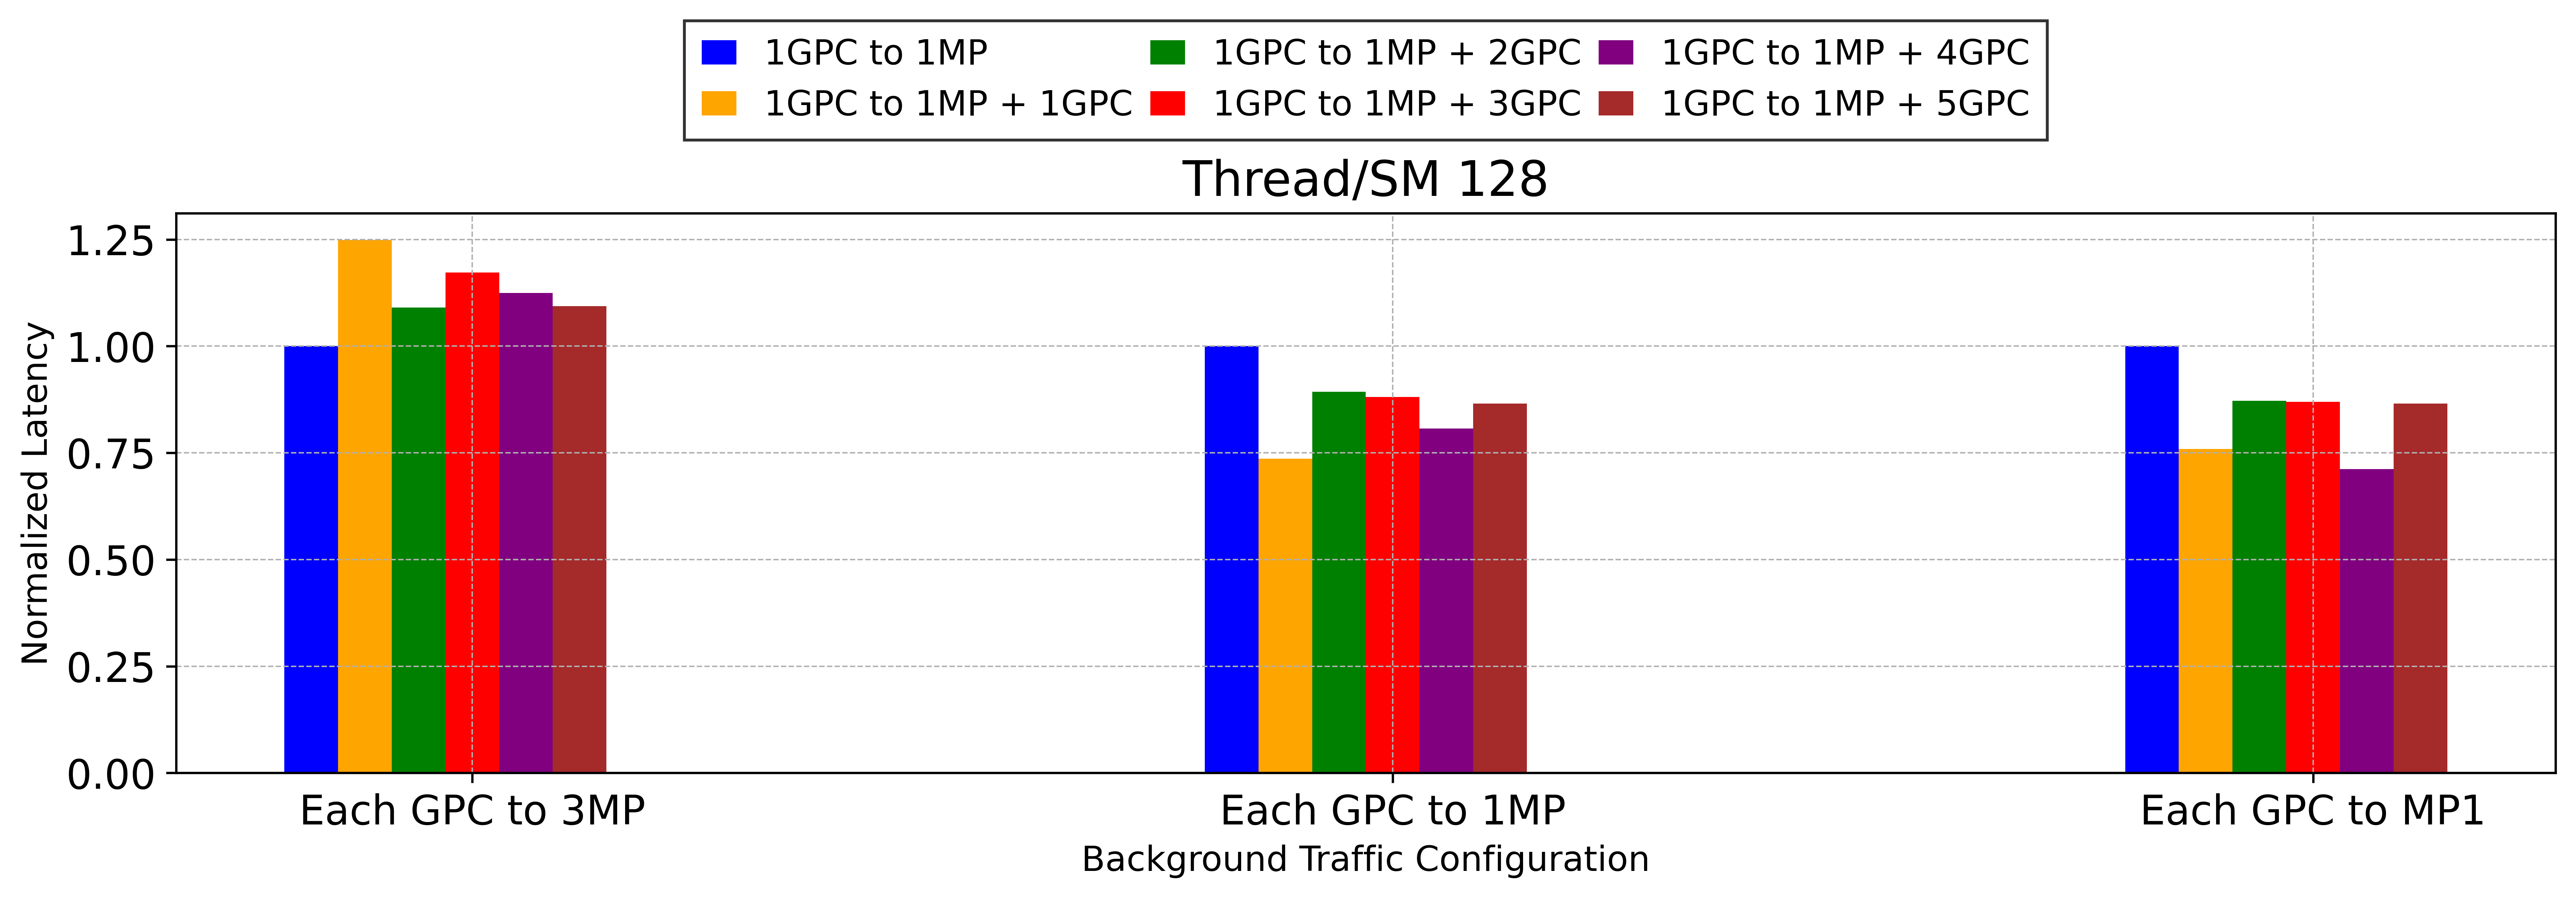 1GPC to 1MP
1GPC to 1MP + 1GPC
1GPC to 1MP + 2GPC
1GPC to 1MP + 3GPC
1GPC to 1MP + 4GPC
1GPC to 1MP + 5GPC
Thread/SM 128
Normalized Latency
1.25
1.00
0.75
0.50
0.25
0.00
Each GPC to 3MP
Each GPC to 1MP
Each GPC to MP1
Background Traffic Configuration